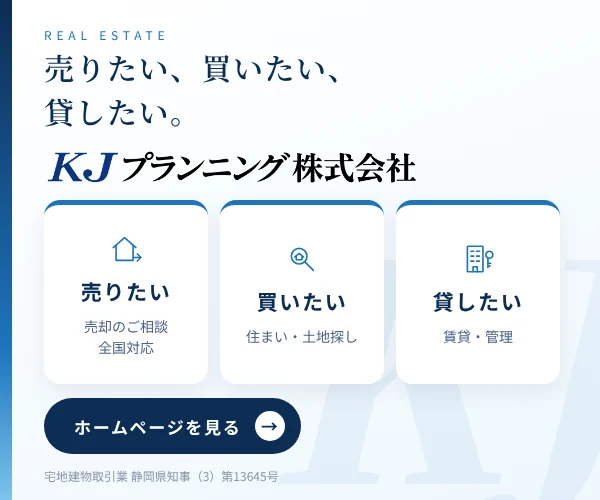 REAL ESTATE
売りたい、買いたい、
貸したい。
KJプランニング株式会社
売りたい
売却のご相談
全国対応
買いたい
住まい・土地探し
貸したい
賃貸・管理
ホームページを見る
宅地建物取引業 静岡県知事（3）第13645号